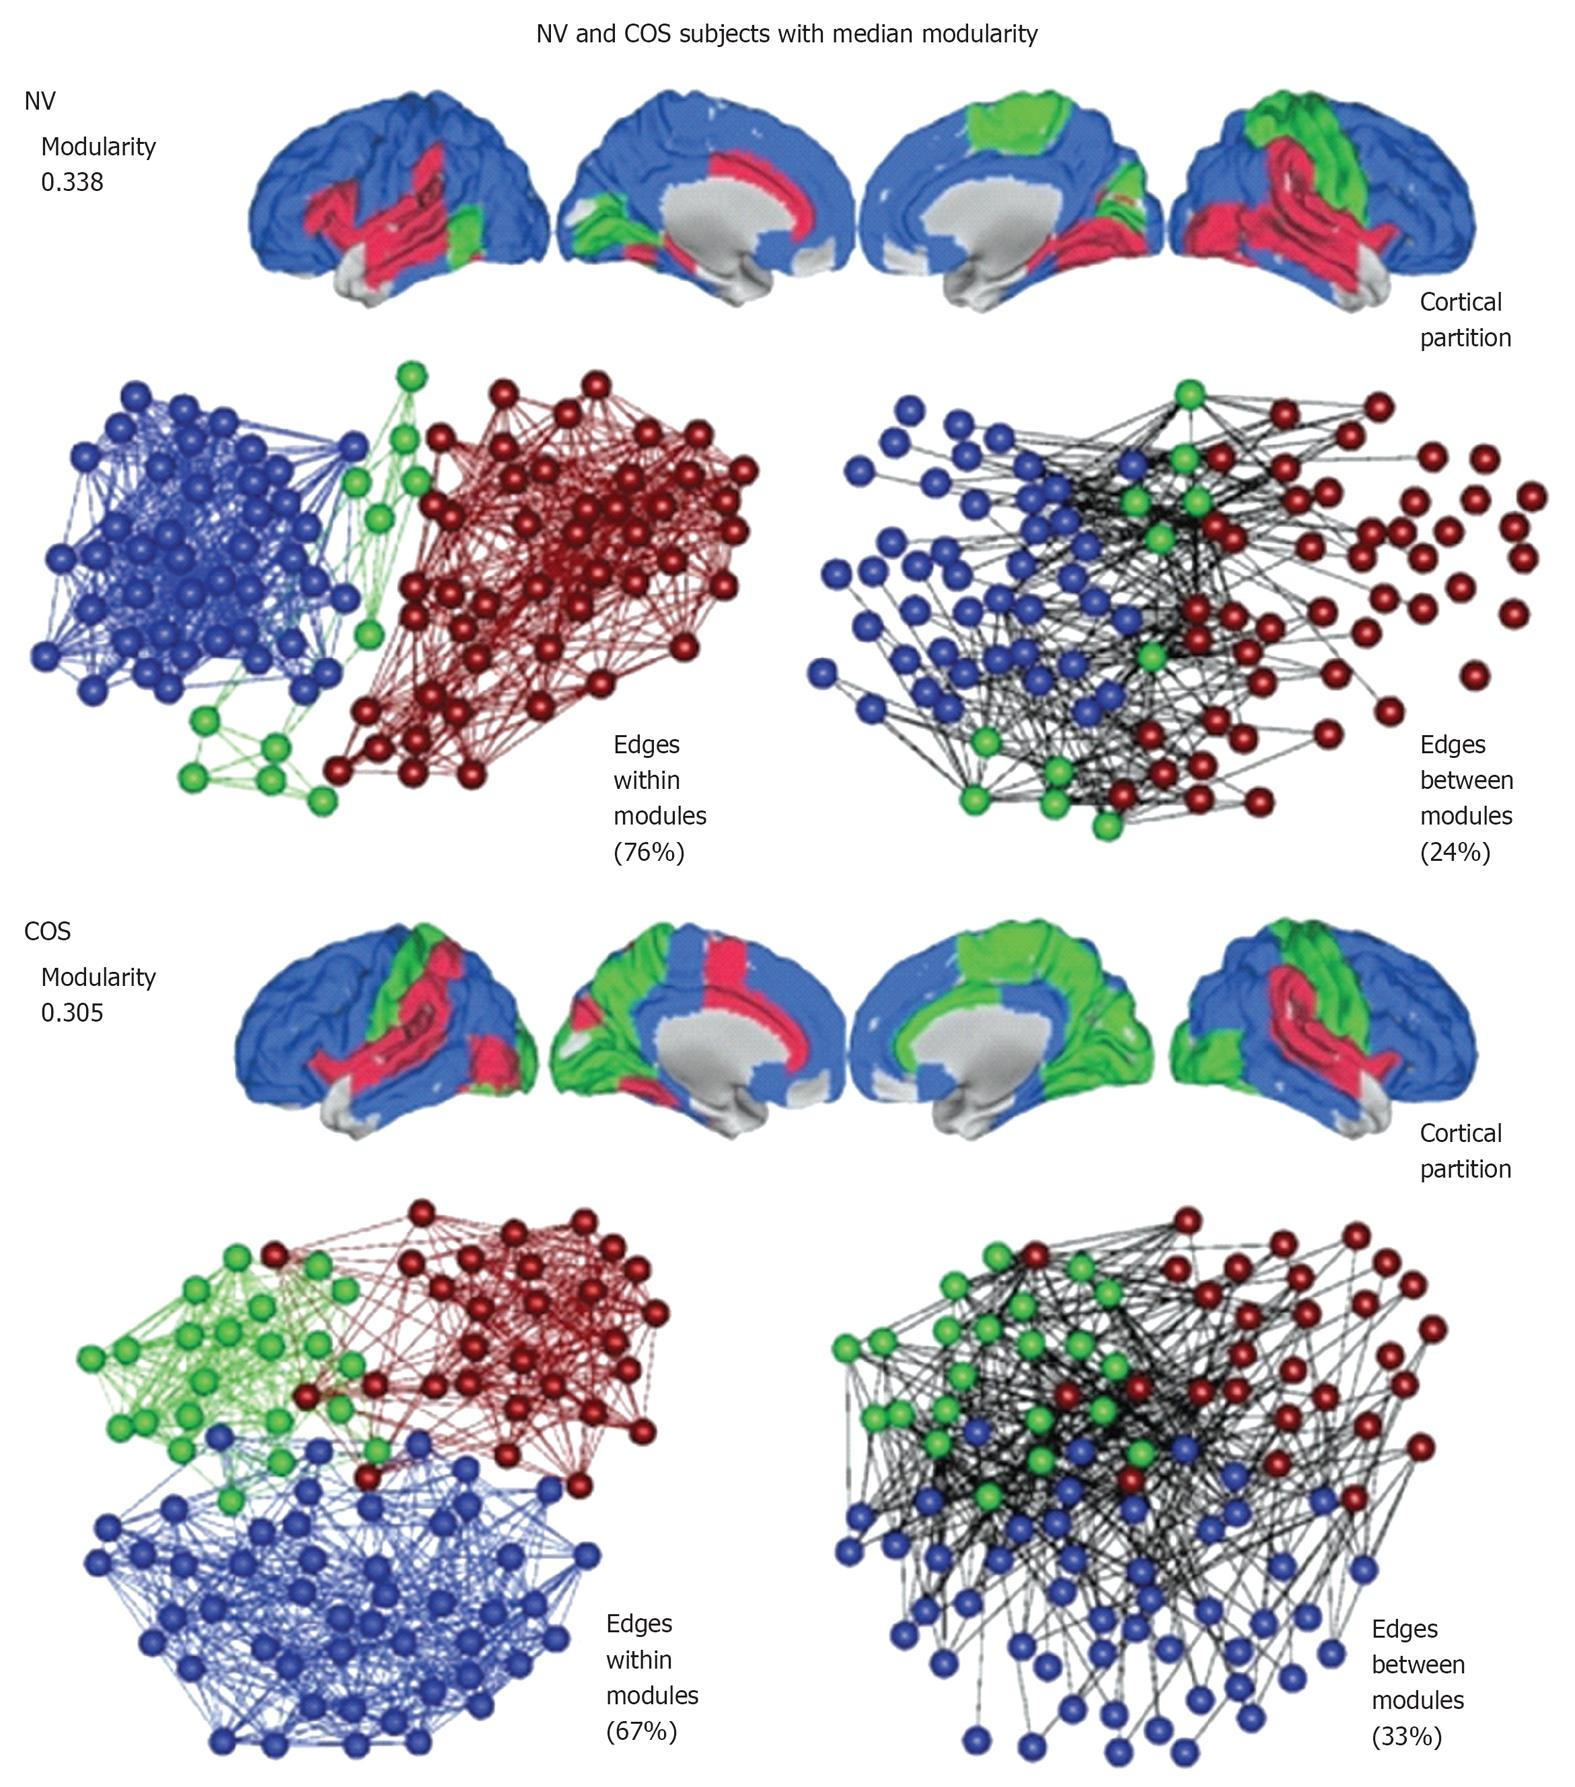 NV and COS subjects with median modularity
NV
Modularity
0.338
Cortical
partition
Edges
within
modules
(76%)
Edges
between
modules
(24%)
COS
Modularity
0.305
Cortical
partition
Edges
within
modules
(67%)
Edges
between
modules
(33%)